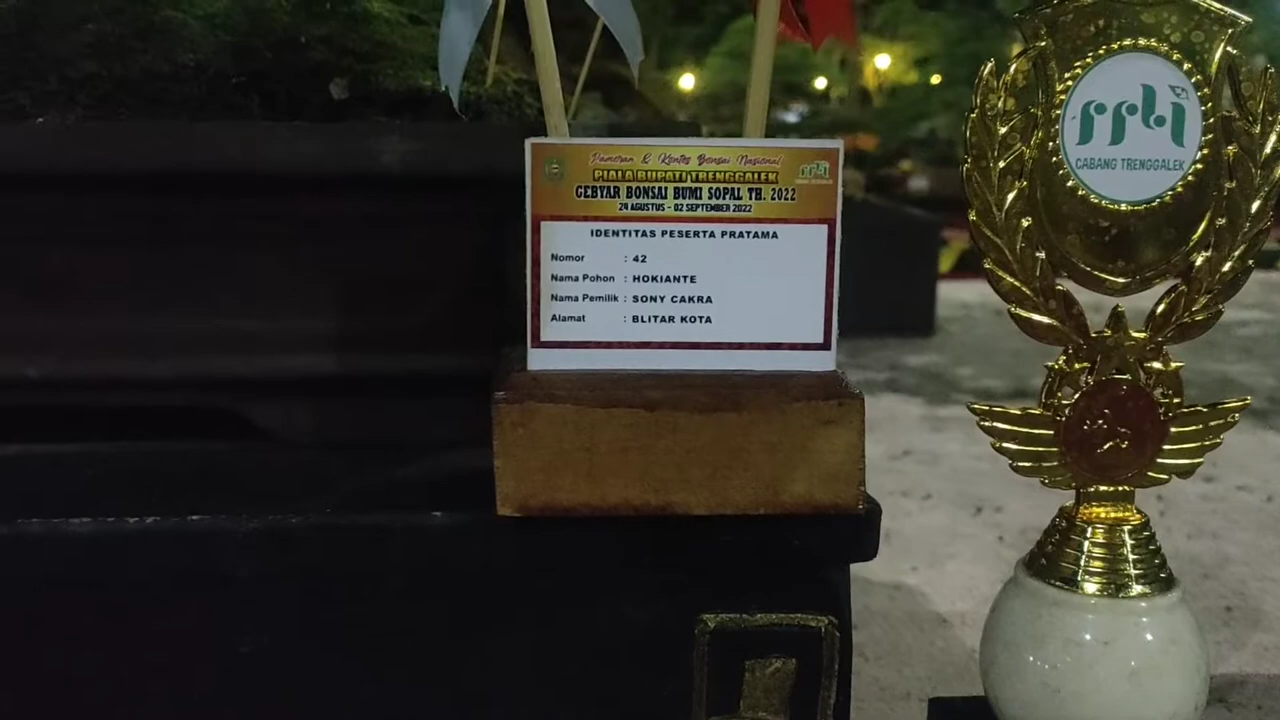 Pameran & Kontes Bonsai Nasional
PIALA BUPATI TRENGGALEK
GEBYAR BONSAI BUMI SOPAL TH. 2022
24 AGUSTUS - 02 SEPTEMBER 2022
IDENTITAS PESERTA PRATAMA
Nomor : 42
Nama Pohon : HOKIANTE
Nama Pemilik : SONY CAKRA
Alamat : BLITAR KOTA
PPBI
CABANG TRENGGALEK